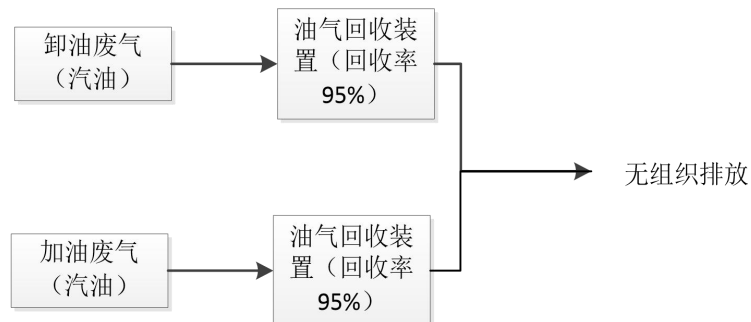 卸油废气
（汽油）
油气回收装
置（回收率
95%）
无组织排放
加油废气
（汽油）
油气回收装
置（回收率
95%）